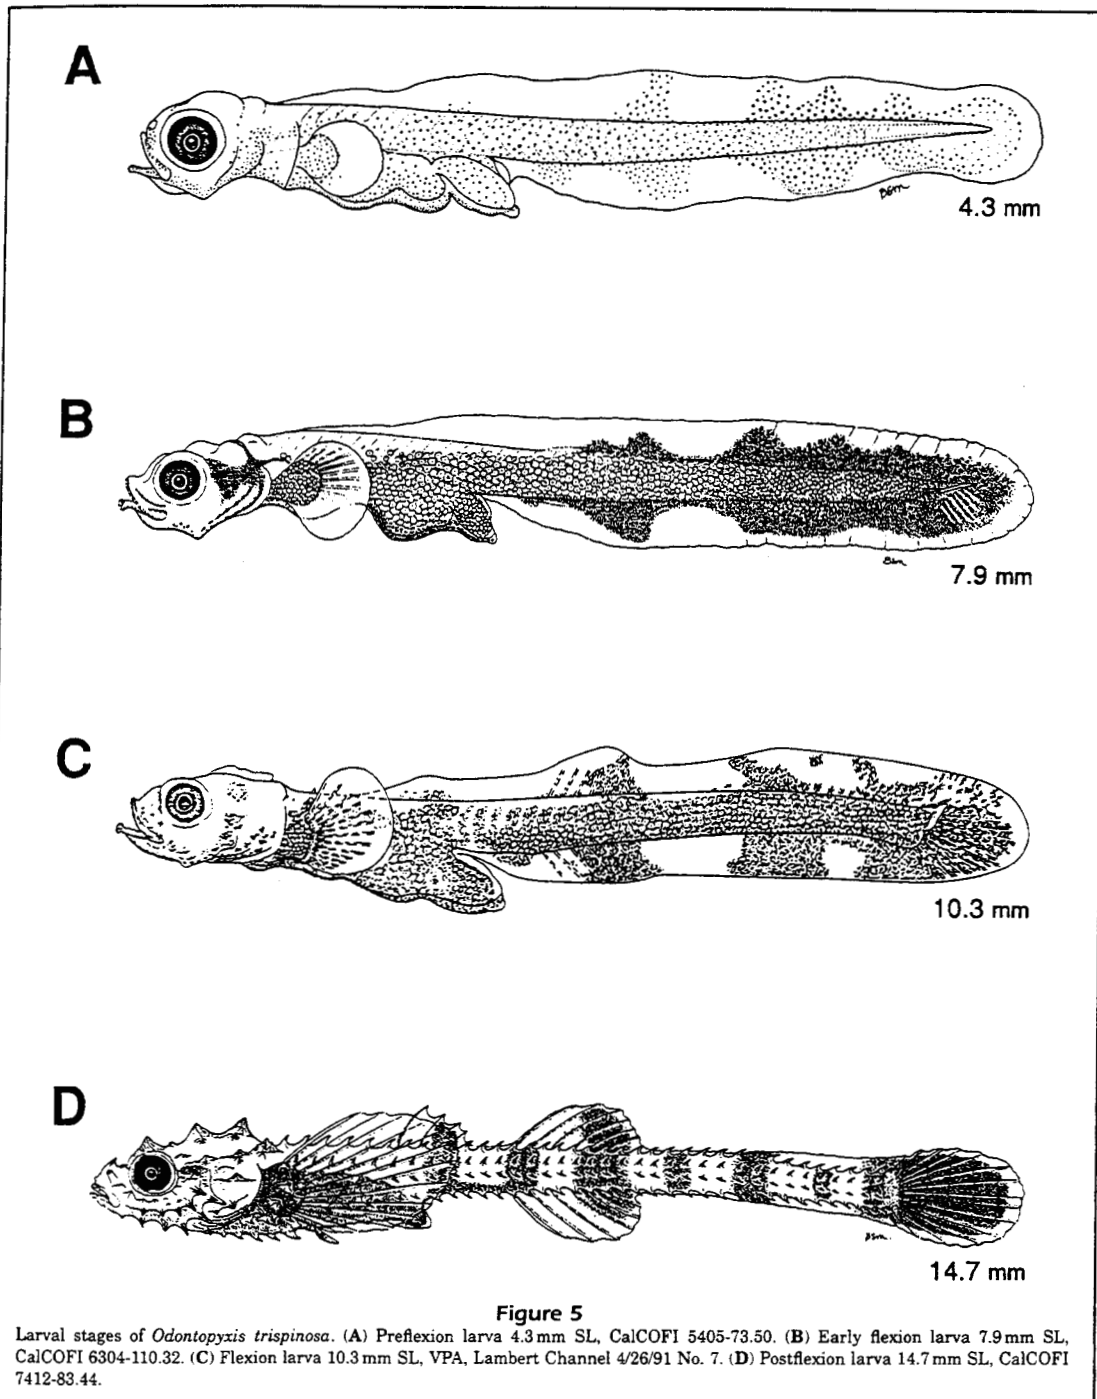 A
4.3 mm
B
7.9 mm
C
10.3 mm
D
14.7 mm
Figure 5
Larval stages of Odontopyxis trispinosa. (A) Preflexion larva 4.3 mm SL, CalCOFI 5405-73.50. (B) Early flexion larva 7.9 mm SL,
CalCOFI 6304-110.32. (C) Flexion larva 10.3 mm SL, VPA, Lambert Channel 4/26/91 No. 7. (D) Postflexion larva 14.7 mm SL, CalCOFI
7412-83.44.